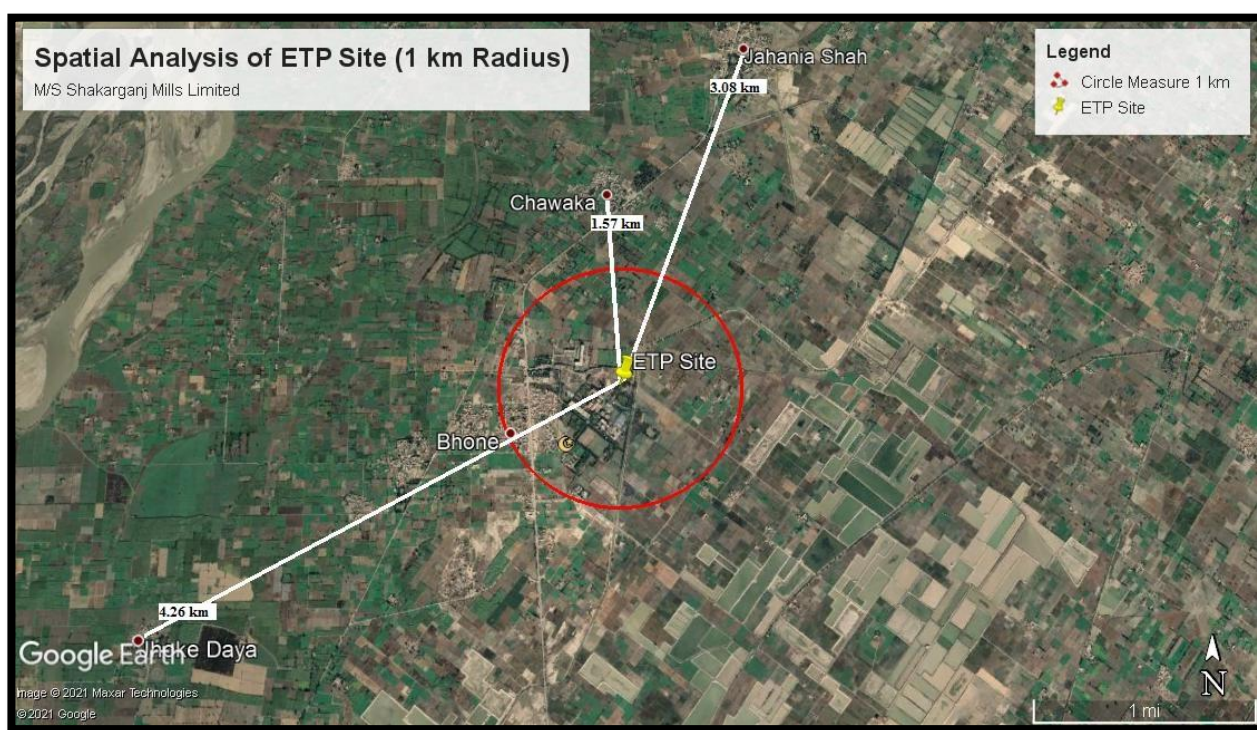 Spatial Analysis of ETP Site (1 km Radius)
M/S Shakarganj Mills Limited
Legend
Circle Measure 1 km
ETP Site
Jahania Shah
3.08 km
Chawaka
1.57 km
ETP Site
Bhone
4.26 km
Jhoke Daya
Google Earth
Image © 2021 Maxar Technologies
© 2021 Google
N
1 mi